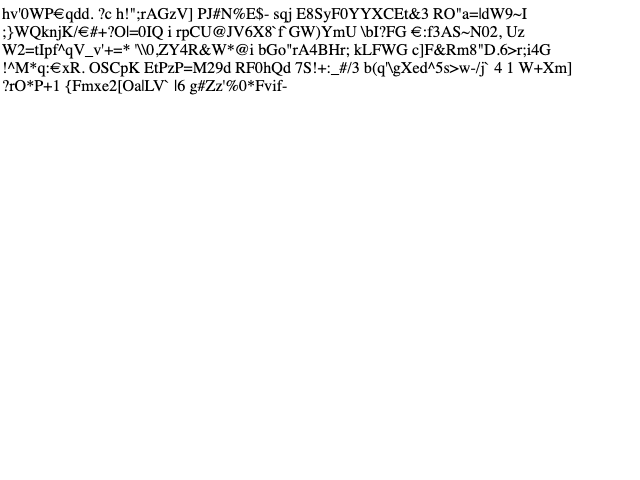 hv'0WP€qdd. ?c h!";rAGzV] PJ#N%E$- sqj E8SyF0YYXCEt&3 RO"a=|dW9~I
;}WQknjK/€#+?O|=0IQ i rpCU@JV6X8`f`GW)YmU \bI?FG €:f3AS~N02, Uz
W2=tIpf^qV_v'+=* '\\0,ZY4R&W*@i bGo"rA4BHr; kLFWG c]F&Rm8"D.6>r;i4G
!^M*q:€xR. OSCpK EtPzP=M29d RF0hQd 7S!+:_#/3 b(q'\gXed^5s>w-/j` 4 1 W+Xm]
?rO*P+1 {Fmxe2[Oa|LV` |6 g#Zz'%0*Fvif-